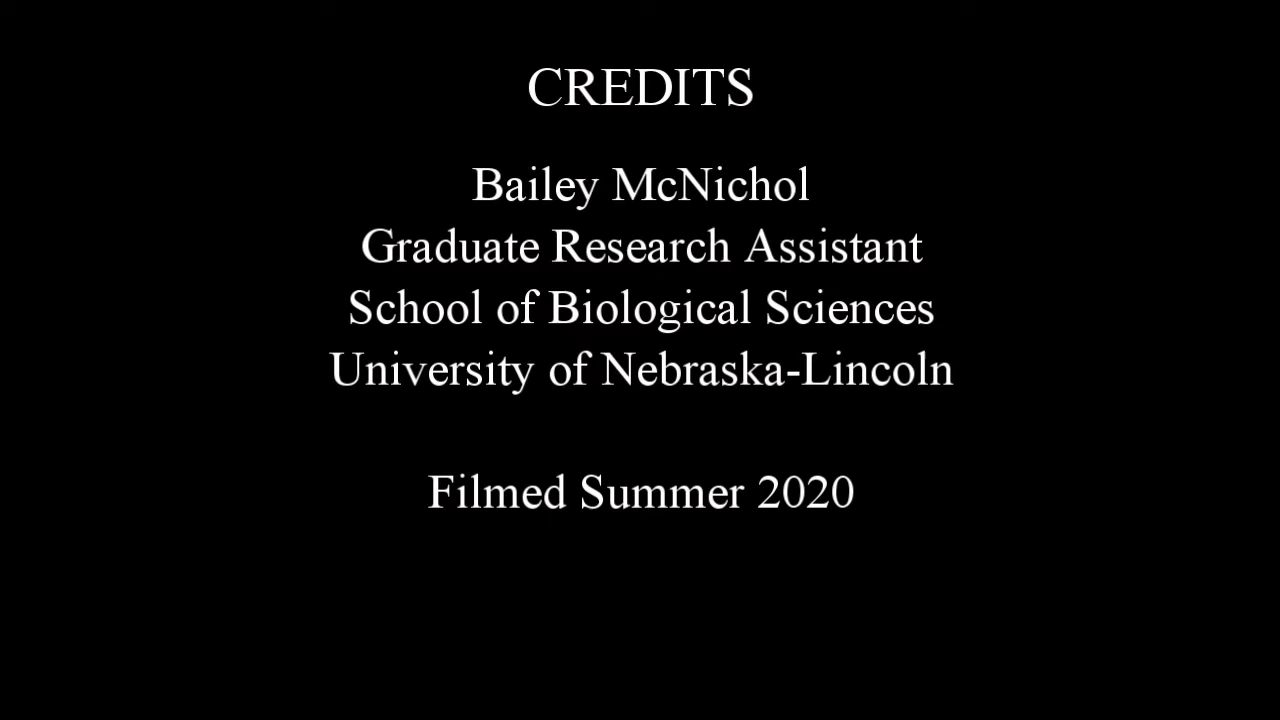 CREDITS
Bailey McNichol
Graduate Research Assistant
School of Biological Sciences
University of Nebraska-Lincoln
Filmed Summer 2020